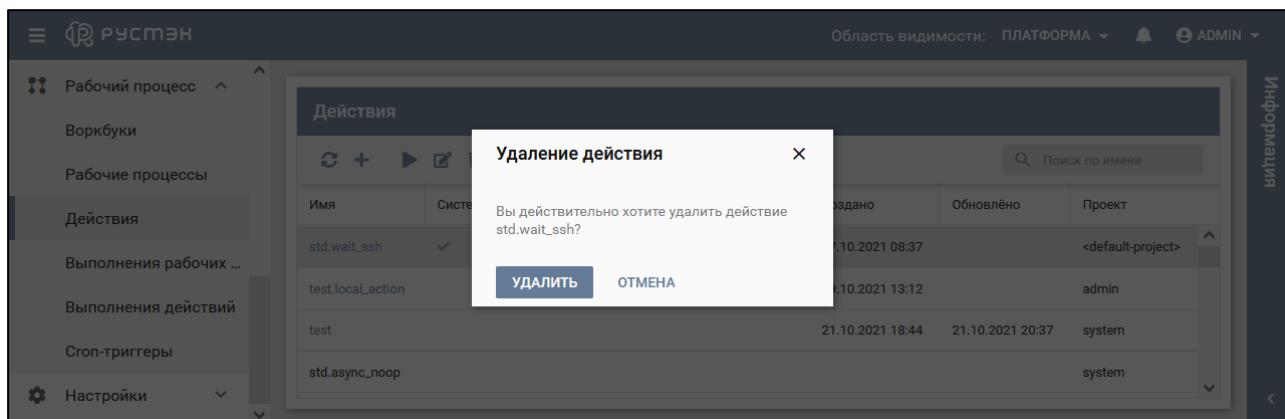 РУСТЭК
Область видимости: ПЛАТФОРМА
ADMIN
Рабочий процесс
Воркбуки
Рабочие процессы
Действия
Выполнения рабочих ...
Выполнения действий
Cron-триггеры
Настройки
Действия
Поиск по имени
Имя Систе оздано Обновлёно Проект
std.wait_ssh 7.10.2021 08:37 <default-project>
test.local_action 9.10.2021 13:12 admin
test 21.10.2021 18:44 21.10.2021 20:37 system
std.async_noop system
Удаление действия
Вы действительно хотите удалить действие
std.wait_ssh?
УДАЛИТЬ ОТМЕНА
Информация